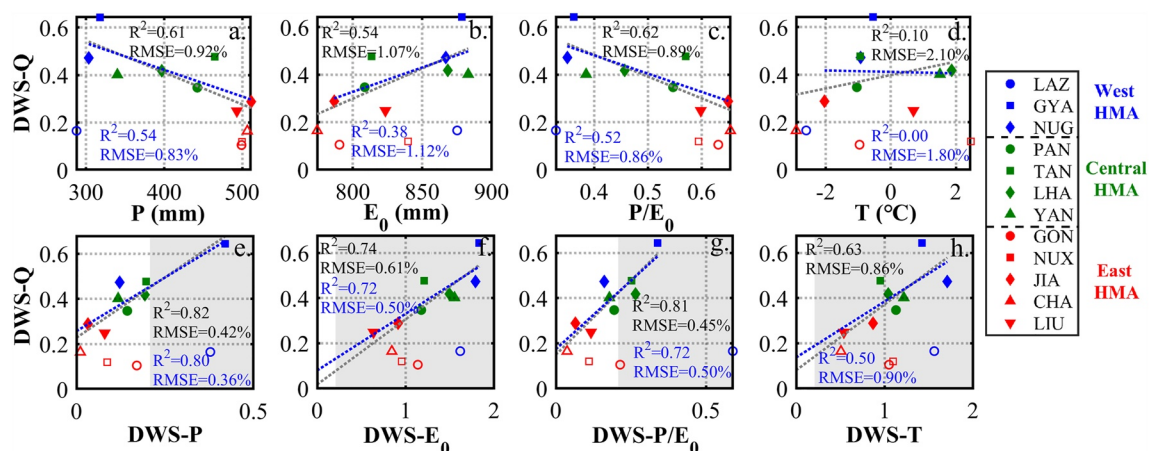 DWS-Q
0.6
0.4
0.2
0
a.
R²=0.61
RMSE=0.92%
R²=0.54
RMSE=0.83%
300
400
500
P (mm)
b.
R²=0.54
RMSE=1.07%
R²=0.38
RMSE=1.12%
800
850
900
E₀ (mm)
c.
R²=0.62
RMSE=0.89%
R²=0.52
RMSE=0.86%
0.4
0.5
0.6
P/E₀
d.
R²=0.10
RMSE=2.10%
R²=0.00
RMSE=1.80%
-2
0
2
T (°C)
DWS-Q
0.6
0.4
0.2
0
e.
R²=0.82
RMSE=0.42%
R²=0.80
RMSE=0.36%
0
0.5
DWS-P
f.
R²=0.74
RMSE=0.61%
R²=0.72
RMSE=0.50%
0
1
2
DWS-E₀
g.
R²=0.81
RMSE=0.45%
R²=0.72
RMSE=0.50%
0
0.5
DWS-P/E₀
h.
R²=0.63
RMSE=0.86%
R²=0.50
RMSE=0.90%
0
1
2
DWS-T
LAZ
GYA
NUG
West
HMA
PAN
TAN
LHA
YAN
Central
HMA
GON
NUX
JIA
CHA
LIU
East
HMA